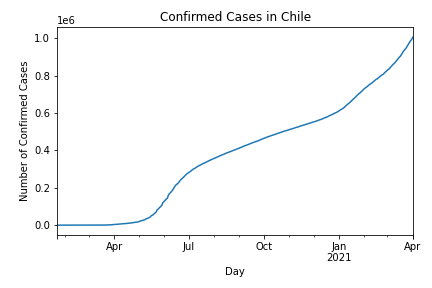 Confirmed Cases in Chile
1e6
Number of Confirmed Cases
1.0
0.8
0.6
0.4
0.2
0.0
Apr Jul Oct Jan Apr
2021
Day